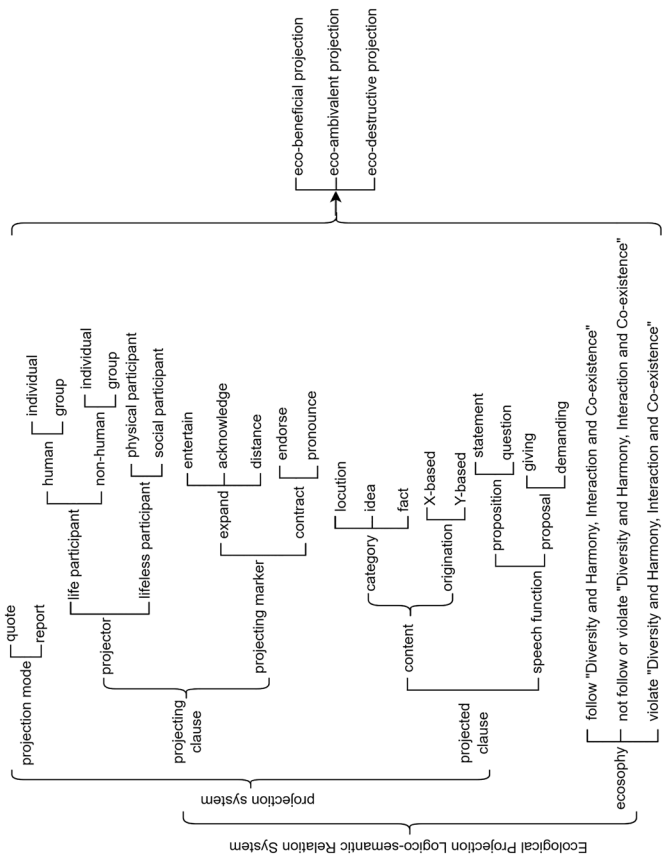 Ecological Projection Logico-semantic Relation System
projection system
projection mode
quote
report
projecting
clause
projector
life participant
human
individual
group
non-human
individual
group
lifeless participant
physical participant
social participant
projecting marker
expand
entertain
acknowledge
distance
contract
endorse
pronounce
projected
clause
content
category
locution
idea
fact
origination
X-based
Y-based
speech function
proposition
statement
question
proposal
giving
demanding
ecosophy
follow "Diversity and Harmony, Interaction and Co-existence"
not follow or violate "Diversity and Harmony, Interaction and Co-existence"
violate "Diversity and Harmony, Interaction and Co-existence"
eco-beneficial projection
eco-ambivalent projection
eco-destructive projection